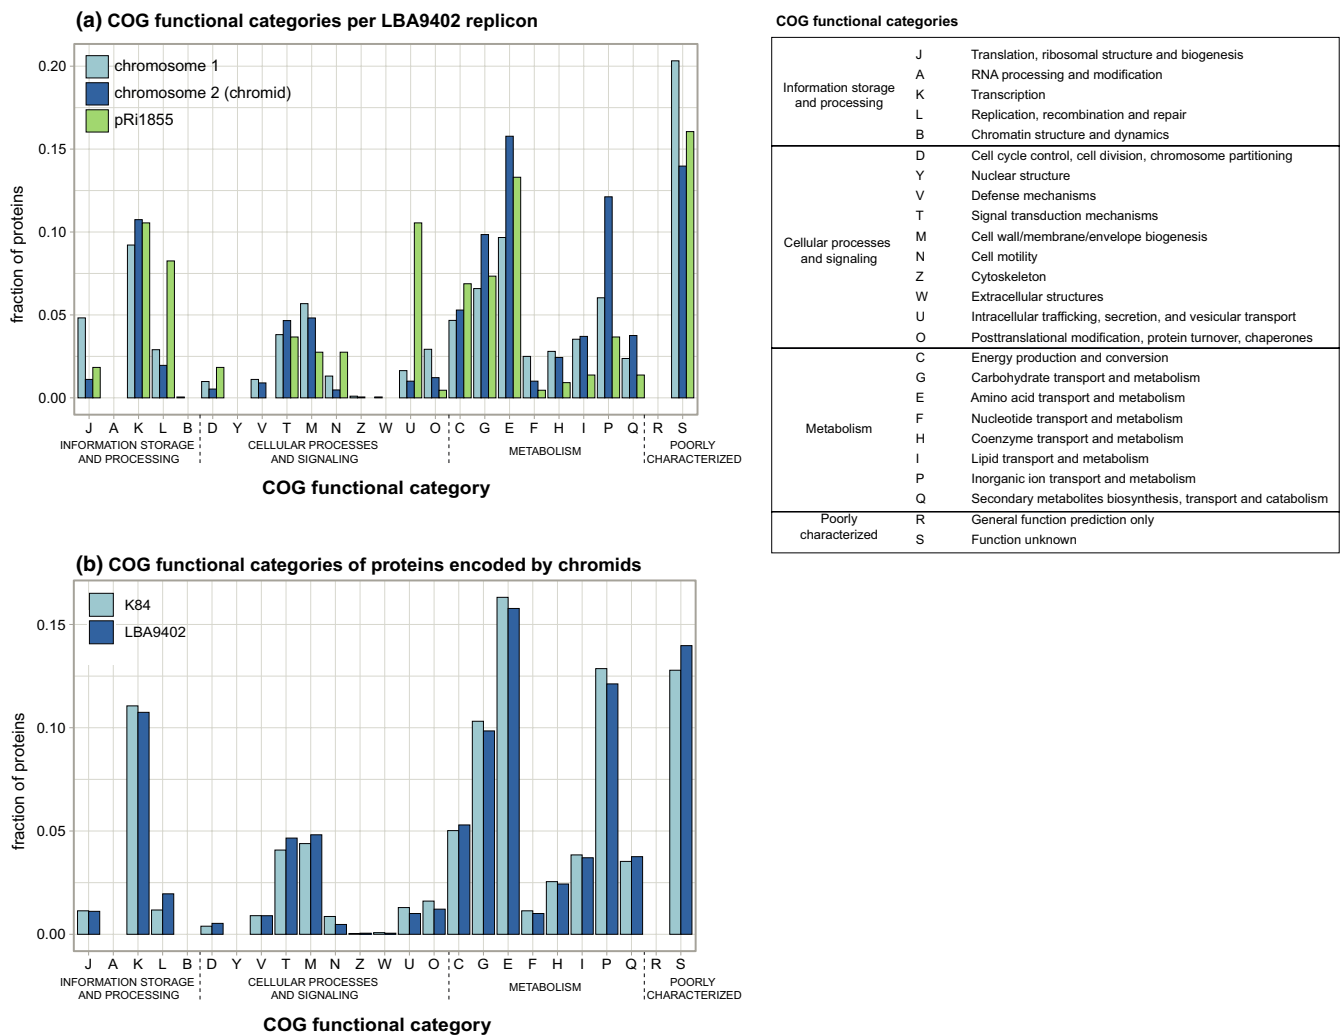 (a) COG functional categories per LBA9402 replicon
chromosome 1
chromosome 2 (chromid)
pRi1855
fraction of proteins
0.20
0.15
0.10
0.05
0.00
J A K L B D Y V T M N Z W U O C G E F H I P Q R S
INFORMATION STORAGE AND PROCESSING
CELLULAR PROCESSES AND SIGNALING
METABOLISM
POORLY CHARACTERIZED
COG functional category
COG functional categories
Information storage and processing
J Translation, ribosomal structure and biogenesis
A RNA processing and modification
K Transcription
L Replication, recombination and repair
B Chromatin structure and dynamics
Cellular processes and signaling
D Cell cycle control, cell division, chromosome partitioning
Y Nuclear structure
V Defense mechanisms
T Signal transduction mechanisms
M Cell wall/membrane/envelope biogenesis
N Cell motility
Z Cytoskeleton
W Extracellular structures
U Intracellular trafficking, secretion, and vesicular transport
O Posttranslational modification, protein turnover, chaperones
Metabolism
C Energy production and conversion
G Carbohydrate transport and metabolism
E Amino acid transport and metabolism
F Nucleotide transport and metabolism
H Coenzyme transport and metabolism
I Lipid transport and metabolism
P Inorganic ion transport and metabolism
Q Secondary metabolites biosynthesis, transport and catabolism
Poorly characterized
R General function prediction only
S Function unknown
(b) COG functional categories of proteins encoded by chromids
K84
LBA9402
fraction of proteins
0.15
0.10
0.05
0.00
J A K L B D Y V T M N Z W U O C G E F H I P Q R S
INFORMATION STORAGE AND PROCESSING
CELLULAR PROCESSES AND SIGNALING
METABOLISM
POORLY CHARACTERIZED
COG functional category